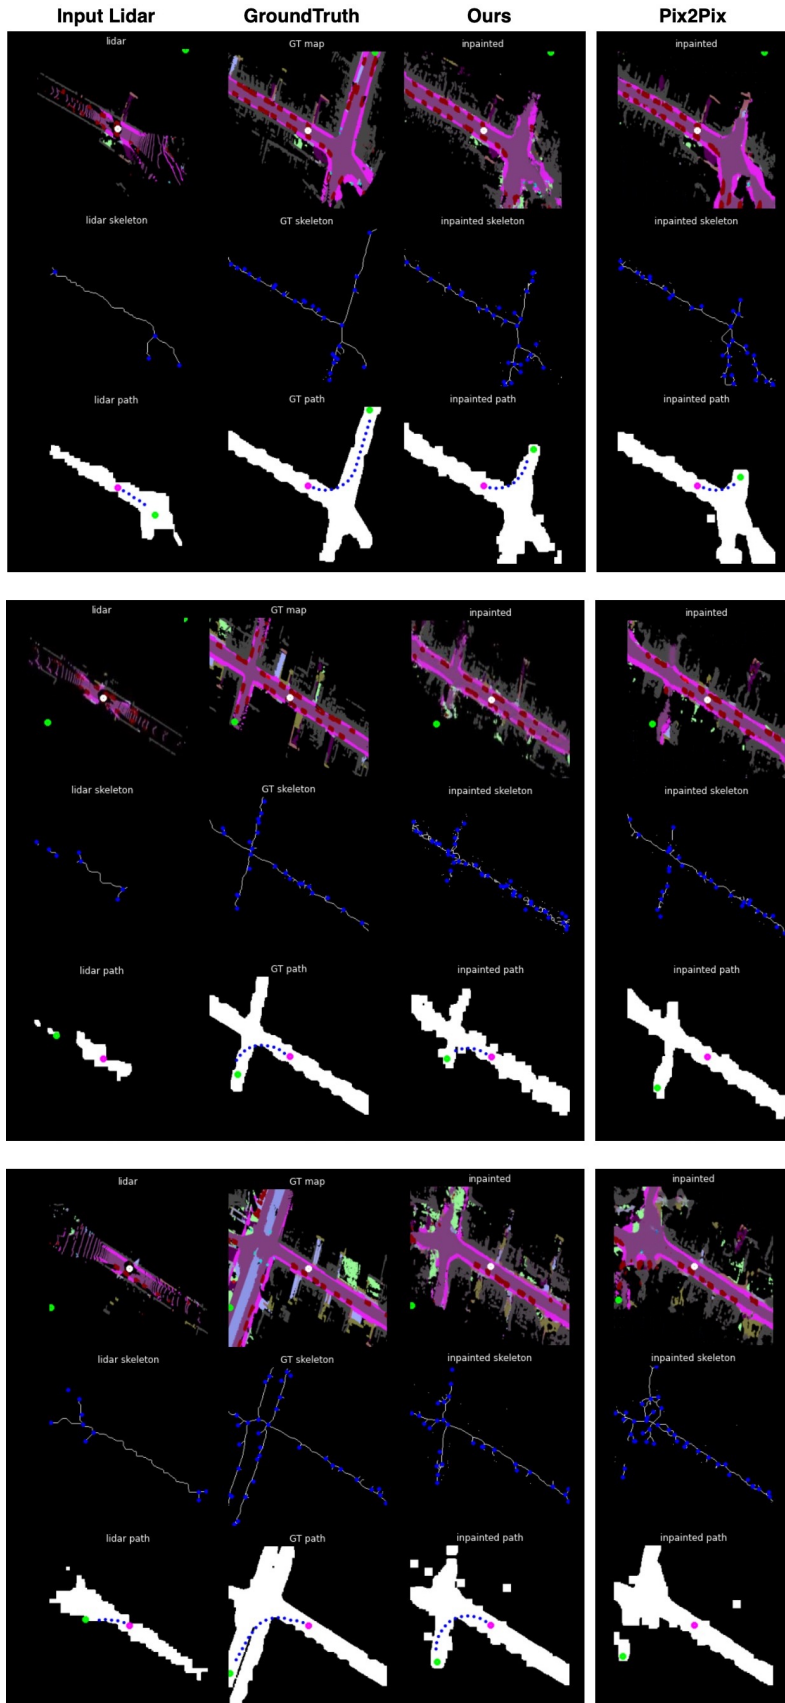 Input Lidar GroundTruth Ours Pix2Pix
lidar GT map inpainted inpainted
lidar skeleton GT skeleton inpainted skeleton inpainted skeleton
lidar path GT path inpainted path inpainted path
lidar GT map inpainted inpainted
lidar skeleton GT skeleton inpainted skeleton inpainted skeleton
lidar path GT path inpainted path inpainted path
lidar GT map inpainted inpainted
lidar skeleton GT skeleton inpainted skeleton inpainted skeleton
lidar path GT path inpainted path inpainted path